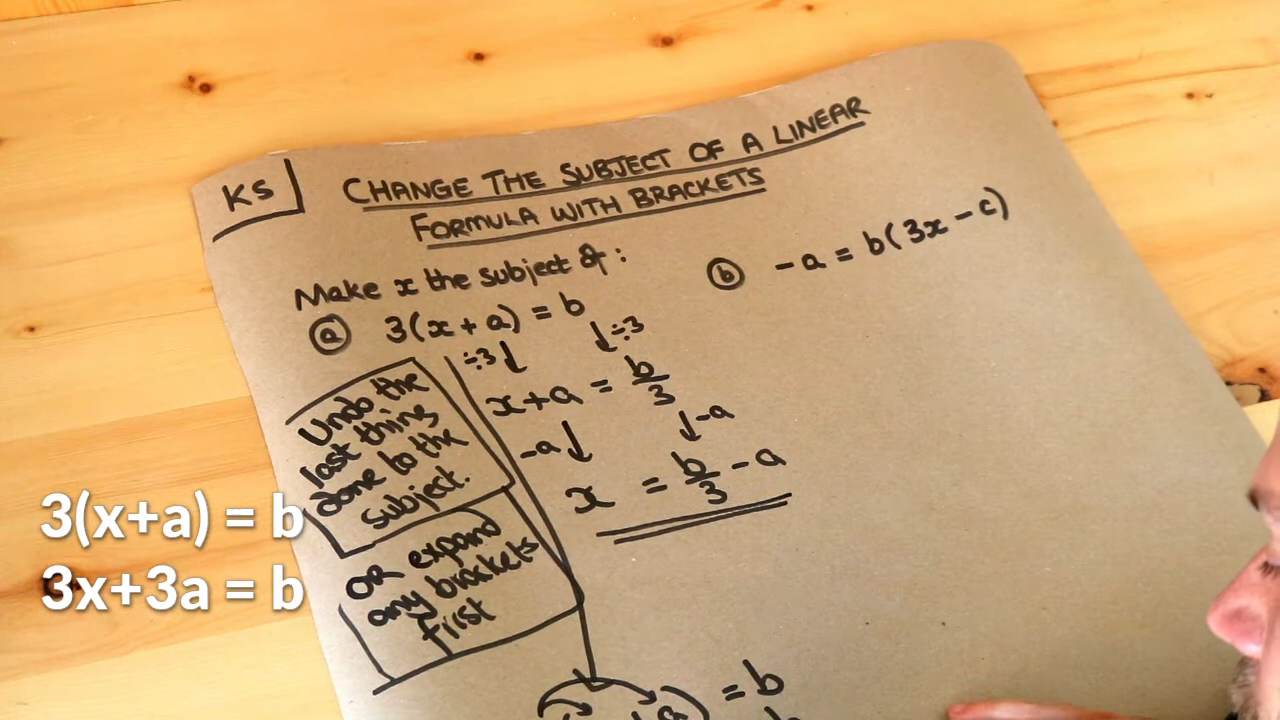 KS
CHANGE THE SUBJECT OF A LINEAR
FORMULA WITH BRACKETS
Make x the subject of:
(a) 3(x+a) = b
÷3↓ ↓÷3
x+a = b/3
-a↓ ↓-a
x = b/3 - a
Undo the
last thing
done to the
subject.
OR expand
any brackets
first
= b
(b) -a = b(3x-c)
3(x+a) = b
3x+3a = b